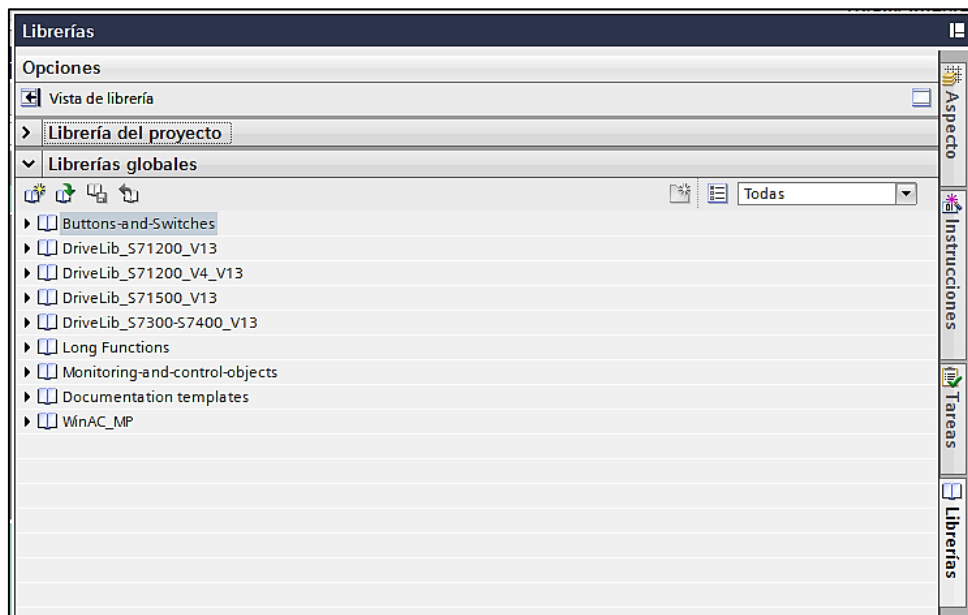 Librerías
Opciones
Vista de librería
Librería del proyecto
Librerías globales
Todas
Buttons-and-Switches
DriveLib_S71200_V13
DriveLib_S71200_V4_V13
DriveLib_S71500_V13
DriveLib_S7300-S7400_V13
Long Functions
Monitoring-and-control-objects
Documentation templates
WinAC_MP
Aspecto
Instrucciones
Tareas
Librerías